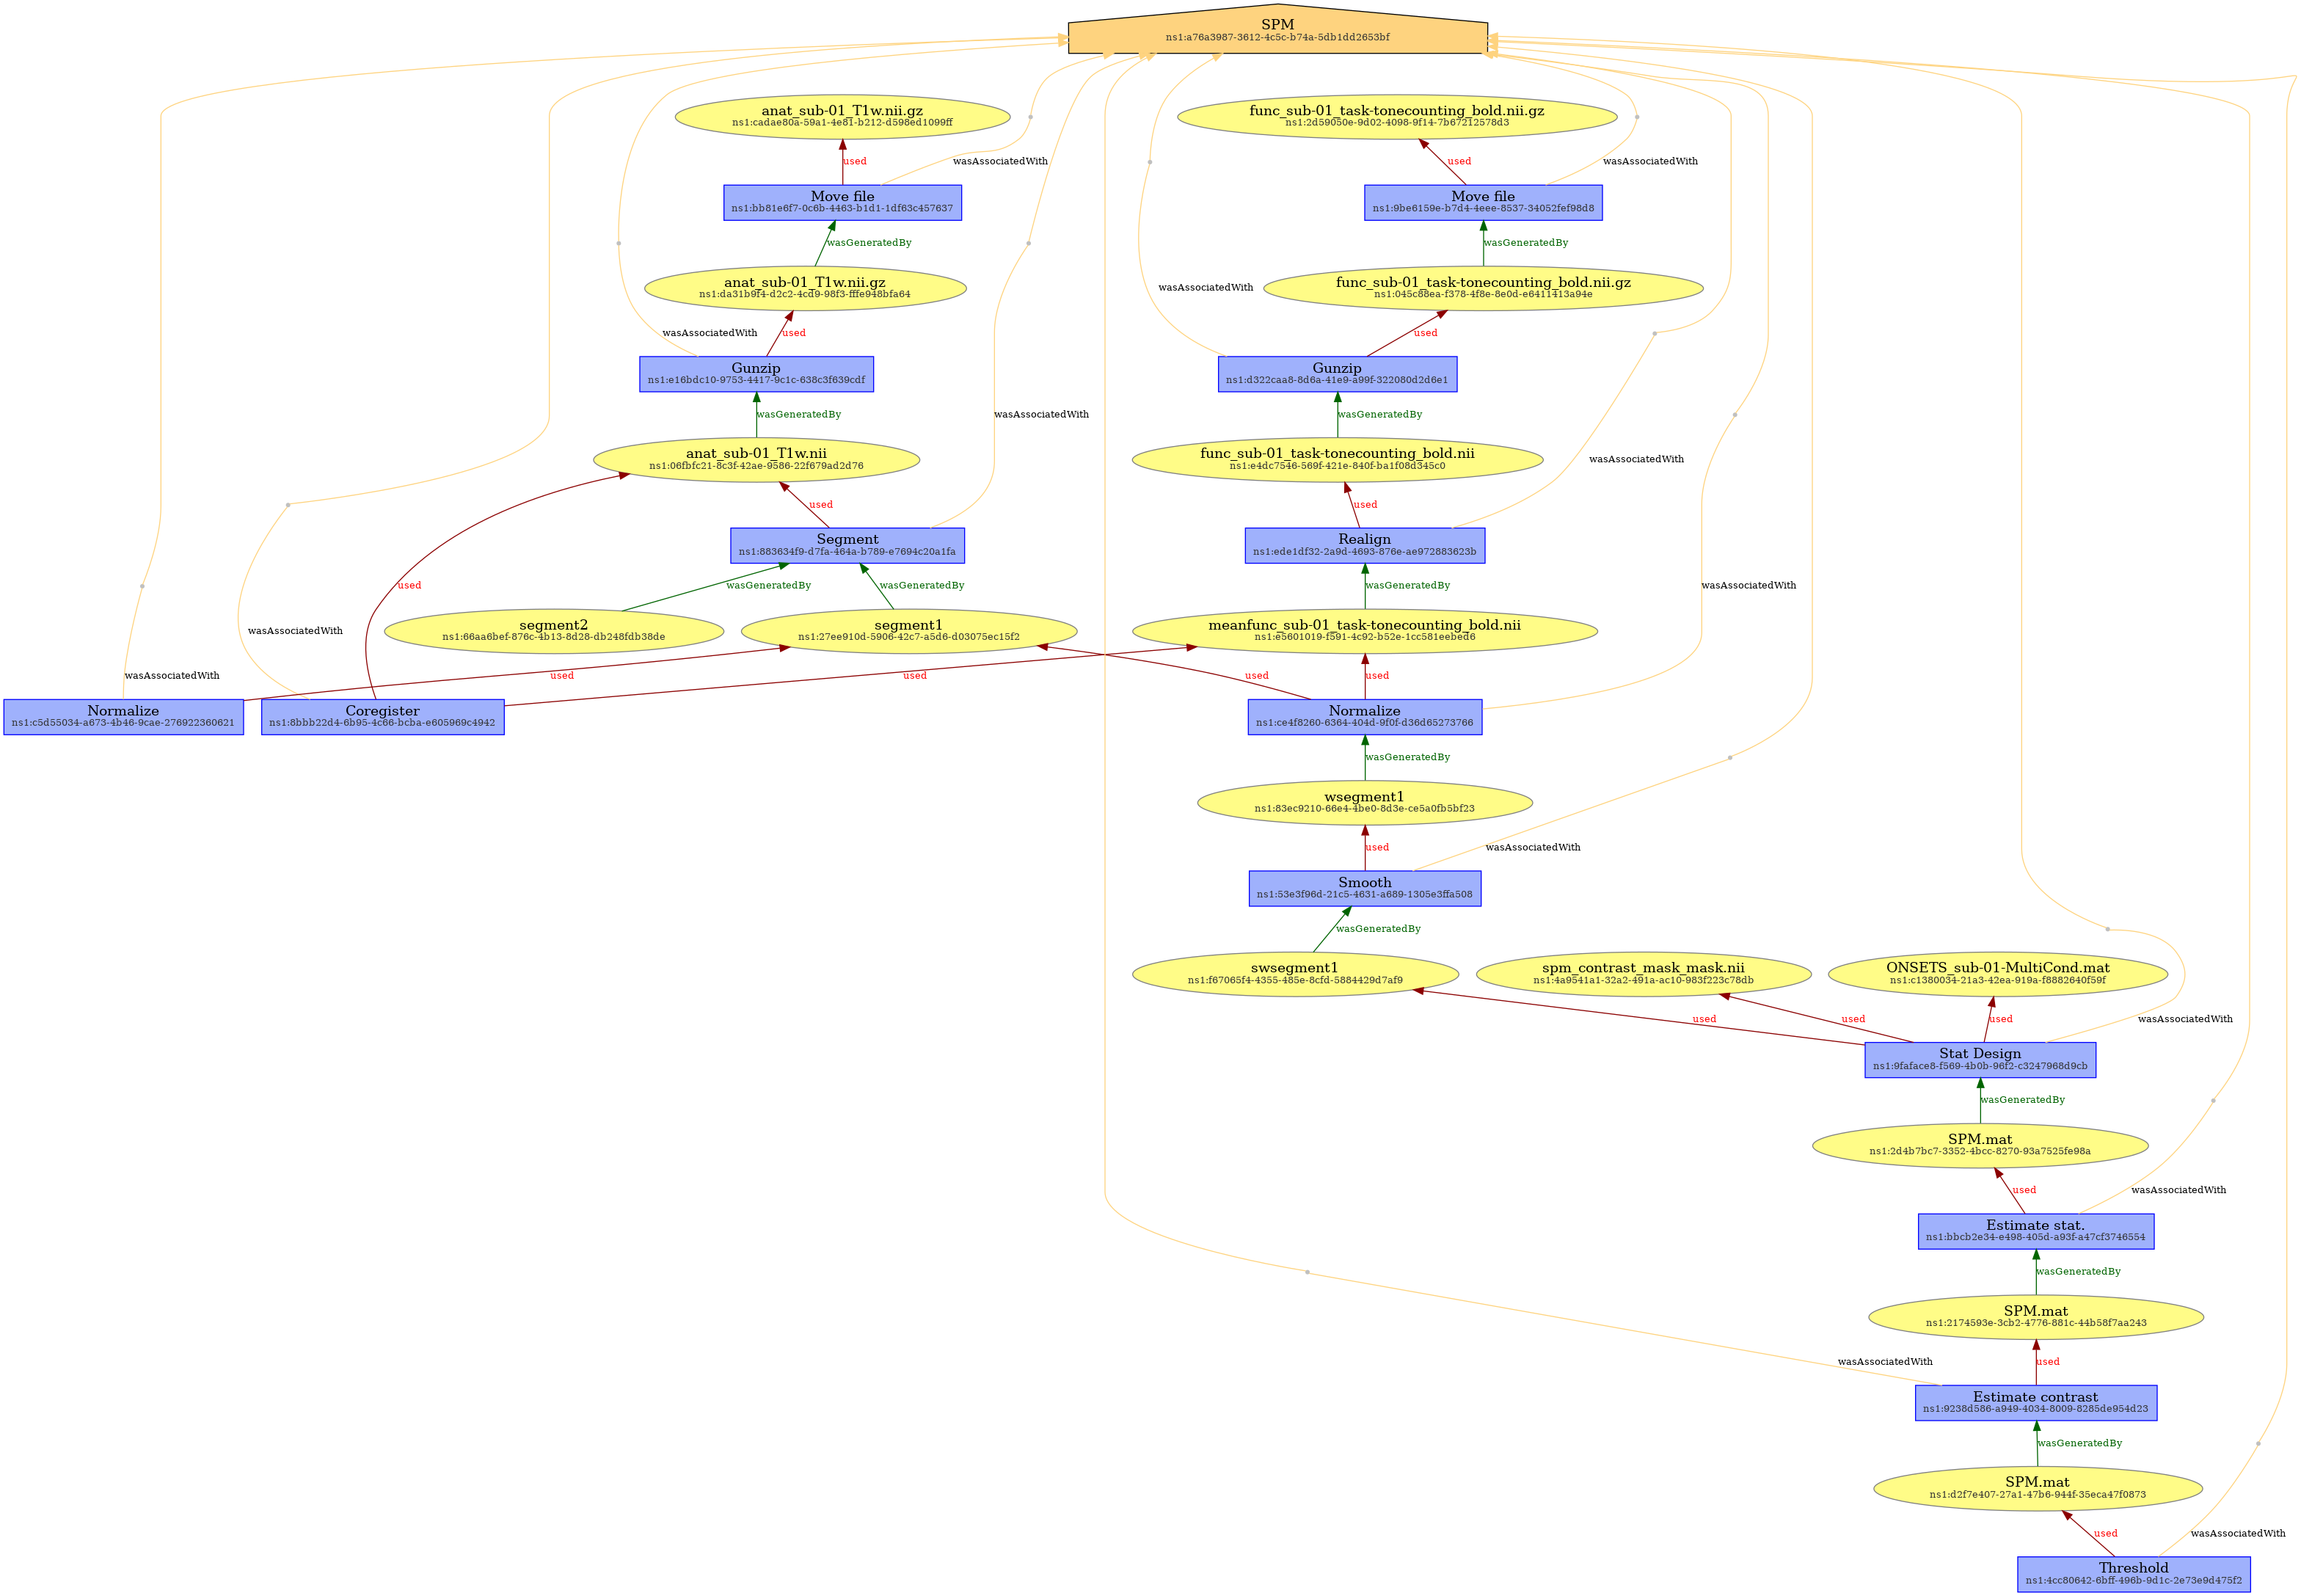 SPM
ns1:a76a3987-3612-4c5c-b74a-5db1dd2653bf
anat_sub-01_T1w.nii.gz
ns1:cadae80a-59a1-4e81-b212-d598ed1099ff
func_sub-01_task-tonecounting_bold.nii.gz
ns1:2d59050e-9d02-4098-9f14-7b67212578d3
used
wasAssociatedWith
used
wasAssociatedWith
Move file
ns1:bb81e6f7-0c6b-4463-b1d1-1df63c457637
Move file
ns1:9be6159e-b7d4-4eee-8537-34052fef98d8
wasGeneratedBy
wasGeneratedBy
anat_sub-01_T1w.nii.gz
ns1:da31b9f4-d2c2-4cd9-98f3-fffe948bfa64
wasAssociatedWith
func_sub-01_task-tonecounting_bold.nii.gz
ns1:045c88ea-f378-4f8e-8e0d-e6411413a94e
wasAssociatedWith
used
used
Gunzip
ns1:e16bdc10-9753-4417-9c1c-638c3f639cdf
Gunzip
ns1:d322caa8-8d6a-41e9-a99f-322080d2d6e1
wasGeneratedBy
wasAssociatedWith
wasGeneratedBy
anat_sub-01_T1w.nii
ns1:06fbfc21-8c3f-42ae-9586-22f679ad2d76
func_sub-01_task-tonecounting_bold.nii
ns1:e4dc7546-569f-421e-840f-ba1f08d345c0
wasAssociatedWith
used
used
Segment
ns1:883634f9-d7fa-464a-b789-e7694c20a1fa
Realign
ns1:ede1df32-2a9d-4693-876e-ae972883623b
used
wasGeneratedBy
wasGeneratedBy
wasGeneratedBy
wasAssociatedWith
wasAssociatedWith
segment2
ns1:66aa6bef-876c-4b13-8d28-db248fdb38de
segment1
ns1:27ee910d-5906-42c7-a5d6-d03075ec15f2
meanfunc_sub-01_task-tonecounting_bold.nii
ns1:e5601019-f591-4c92-b52e-1cc581eebed6
wasAssociatedWith
used
used
used
used
Normalize
ns1:c5d55034-a673-4b46-9cae-276922360621
Coregister
ns1:8bbb22d4-6b95-4c66-bcba-e605969c4942
Normalize
ns1:ce4f8260-6364-404d-9f0f-d36d65273766
wasGeneratedBy
wsegment1
ns1:83ec9210-66e4-4be0-8d3e-ce5a0fb5bf23
used
wasAssociatedWith
Smooth
ns1:53e3f96d-21c5-4631-a689-1305e3ffa508
wasGeneratedBy
swsegment1
ns1:f67065f4-4355-485e-8cfd-5884429d7af9
spm_contrast_mask_mask.nii
ns1:4a9541a1-32a2-491a-ac10-983f223c78db
ONSETS_sub-01-MultiCond.mat
ns1:c1380034-21a3-42ea-919a-f8882640f59f
used
used
used
wasAssociatedWith
Stat Design
ns1:9faface8-f569-4b0b-96f2-c3247968d9cb
wasGeneratedBy
SPM.mat
ns1:2d4b7bc7-3352-4bcc-8270-93a7525fe98a
used
wasAssociatedWith
Estimate stat.
ns1:bbcb2e34-e498-405d-a93f-a47cf3746554
wasGeneratedBy
SPM.mat
ns1:2174593e-3cb2-4776-881c-44b58f7aa243
wasAssociatedWith
used
Estimate contrast
ns1:9238d586-a949-4034-8009-8285de954d23
wasGeneratedBy
SPM.mat
ns1:d2f7e407-27a1-47b6-944f-35eca47f0873
used
wasAssociatedWith
Threshold
ns1:4cc80642-6bff-496b-9d1c-2e73e9d475f2